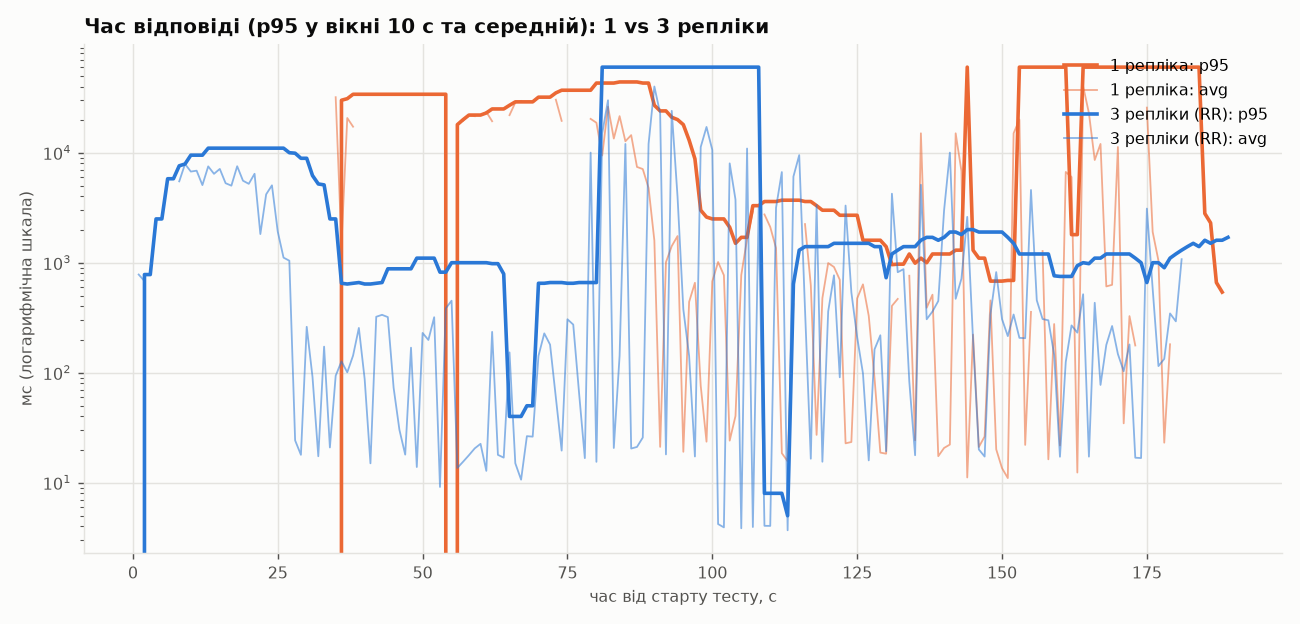 Час відповіді (p95 у вікні 10 с та середній): 1 vs 3 репліки
1 репліка: p95
1 репліка: avg
3 репліки (RR): p95
3 репліки (RR): avg
мс (логарифмічна шкала)
10⁴
10³
10²
10¹
0 25 50 75 100 125 150 175
час від старту тесту, с